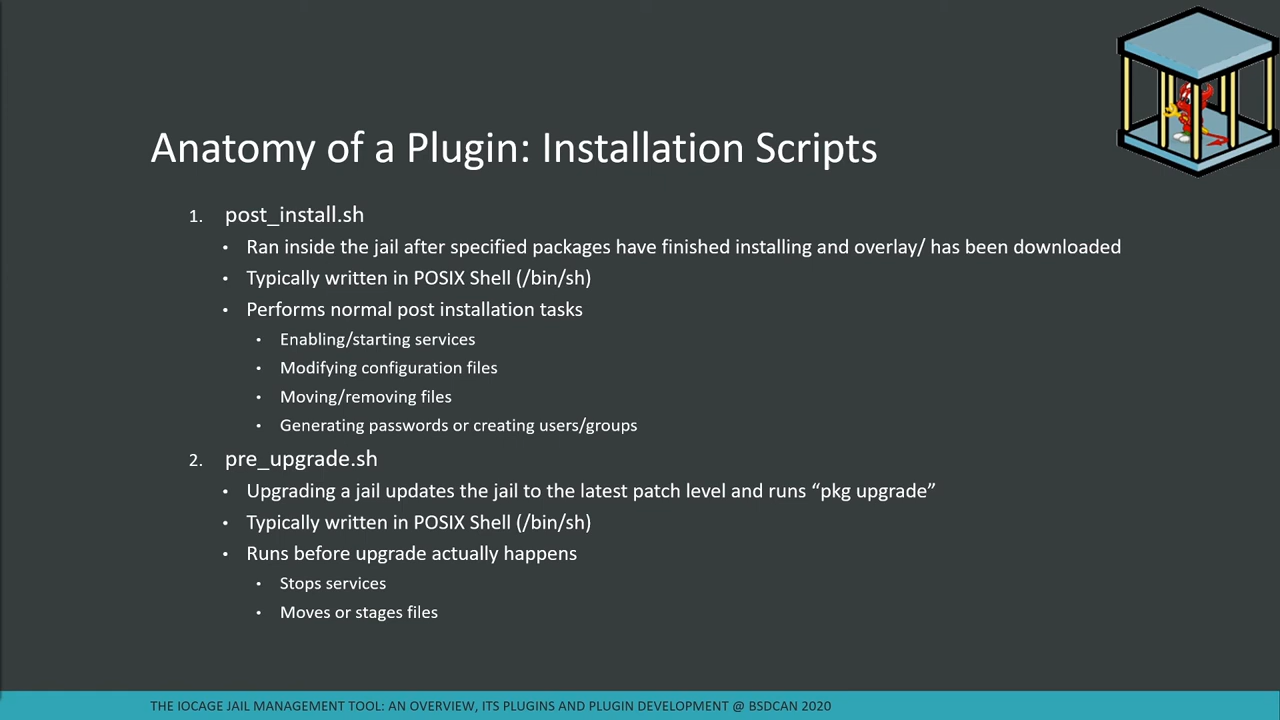 Anatomy of a Plugin: Installation Scripts
1. post_install.sh
• Ran inside the jail after specified packages have finished installing and overlay/ has been downloaded
• Typically written in POSIX Shell (/bin/sh)
• Performs normal post installation tasks
• Enabling/starting services
• Modifying configuration files
• Moving/removing files
• Generating passwords or creating users/groups
2. pre_upgrade.sh
• Upgrading a jail updates the jail to the latest patch level and runs “pkg upgrade”
• Typically written in POSIX Shell (/bin/sh)
• Runs before upgrade actually happens
• Stops services
• Moves or stages files
THE IOCAGE JAIL MANAGEMENT TOOL: AN OVERVIEW, ITS PLUGINS AND PLUGIN DEVELOPMENT @ BSDCAN 2020